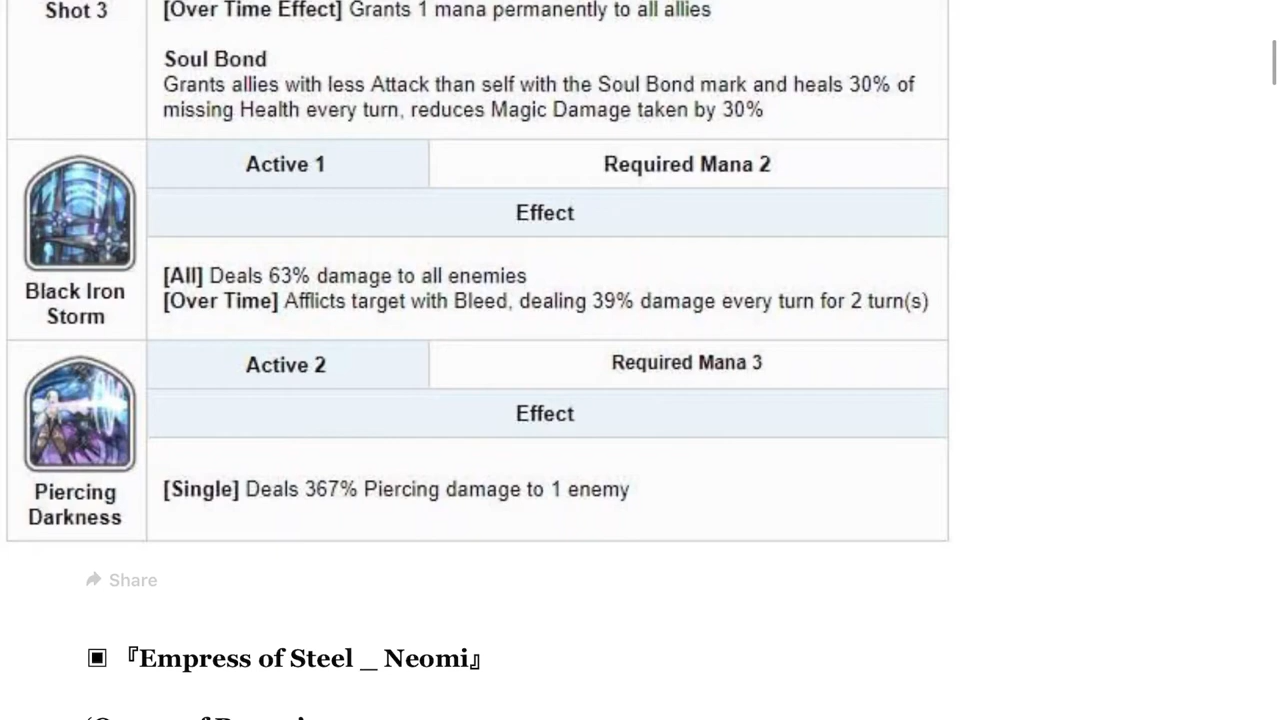 Shot 3
[Over Time Effect] Grants 1 mana permanently to all allies
Soul Bond
Grants allies with less Attack than self with the Soul Bond mark and heals 30% of
missing Health every turn, reduces Magic Damage taken by 30%
Active 1
Required Mana 2
Effect
Black Iron
Storm
[All] Deals 63% damage to all enemies
[Over Time] Afflicts target with Bleed, dealing 39% damage every turn for 2 turn(s)
Active 2
Required Mana 3
Effect
Piercing
Darkness
[Single] Deals 367% Piercing damage to 1 enemy
Share
▣ 『Empress of Steel _ Neomi』